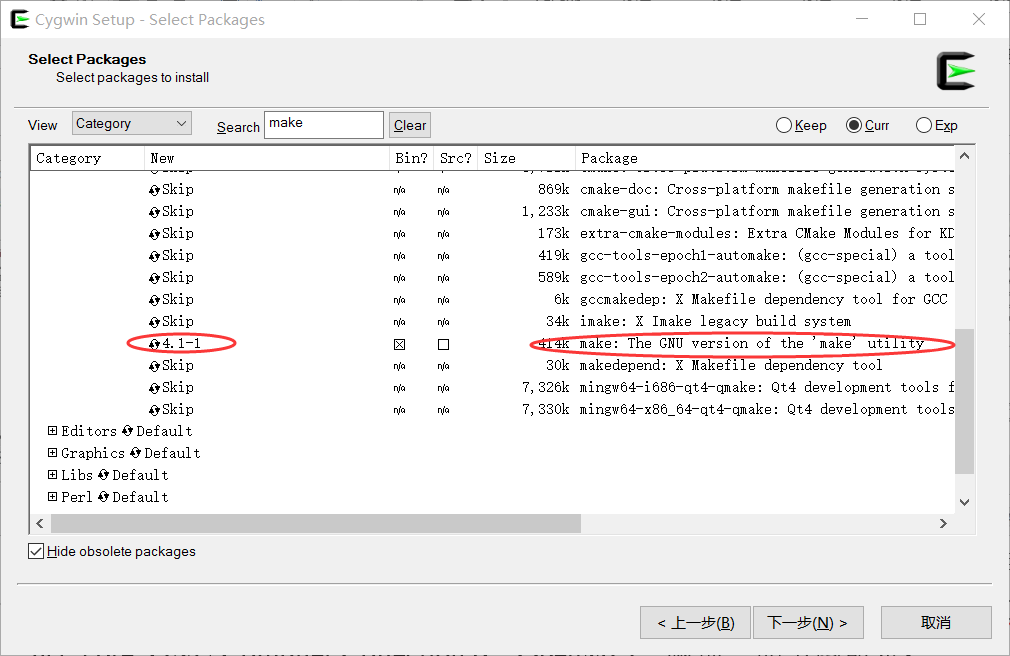 Cygwin Setup - Select Packages
Select Packages
Select packages to install
View Category Search make Clear Keep Curr Exp
Category New Bin? Src? Size Package
Skip n/a n/a 869k cmake-doc: Cross-platform makefile generation s
Skip n/a n/a 1,233k cmake-gui: Cross-platform makefile generation s
Skip n/a n/a 173k extra-cmake-modules: Extra CMake Modules for KD
Skip n/a n/a 419k gcc-tools-epoch1-automake: (gcc-special) a tool
Skip n/a n/a 589k gcc-tools-epoch2-automake: (gcc-special) a tool
Skip n/a n/a 6k gccmakedep: X Makefile dependency tool for GCC
Skip n/a n/a 34k imake: X Imake legacy build system
4.1-1 414k make: The GNU version of the 'make' utility
Skip n/a n/a 30k makedepend: X Makefile dependency tool
Skip n/a n/a 7,326k mingw64-i686-qt4-qmake: Qt4 development tools f
Skip n/a n/a 7,330k mingw64-x86_64-qt4-qmake: Qt4 development tools
Editors Default
Graphics Default
Libs Default
Perl Default
Hide obsolete packages
< 上一步(B) 下一步(N) > 取消